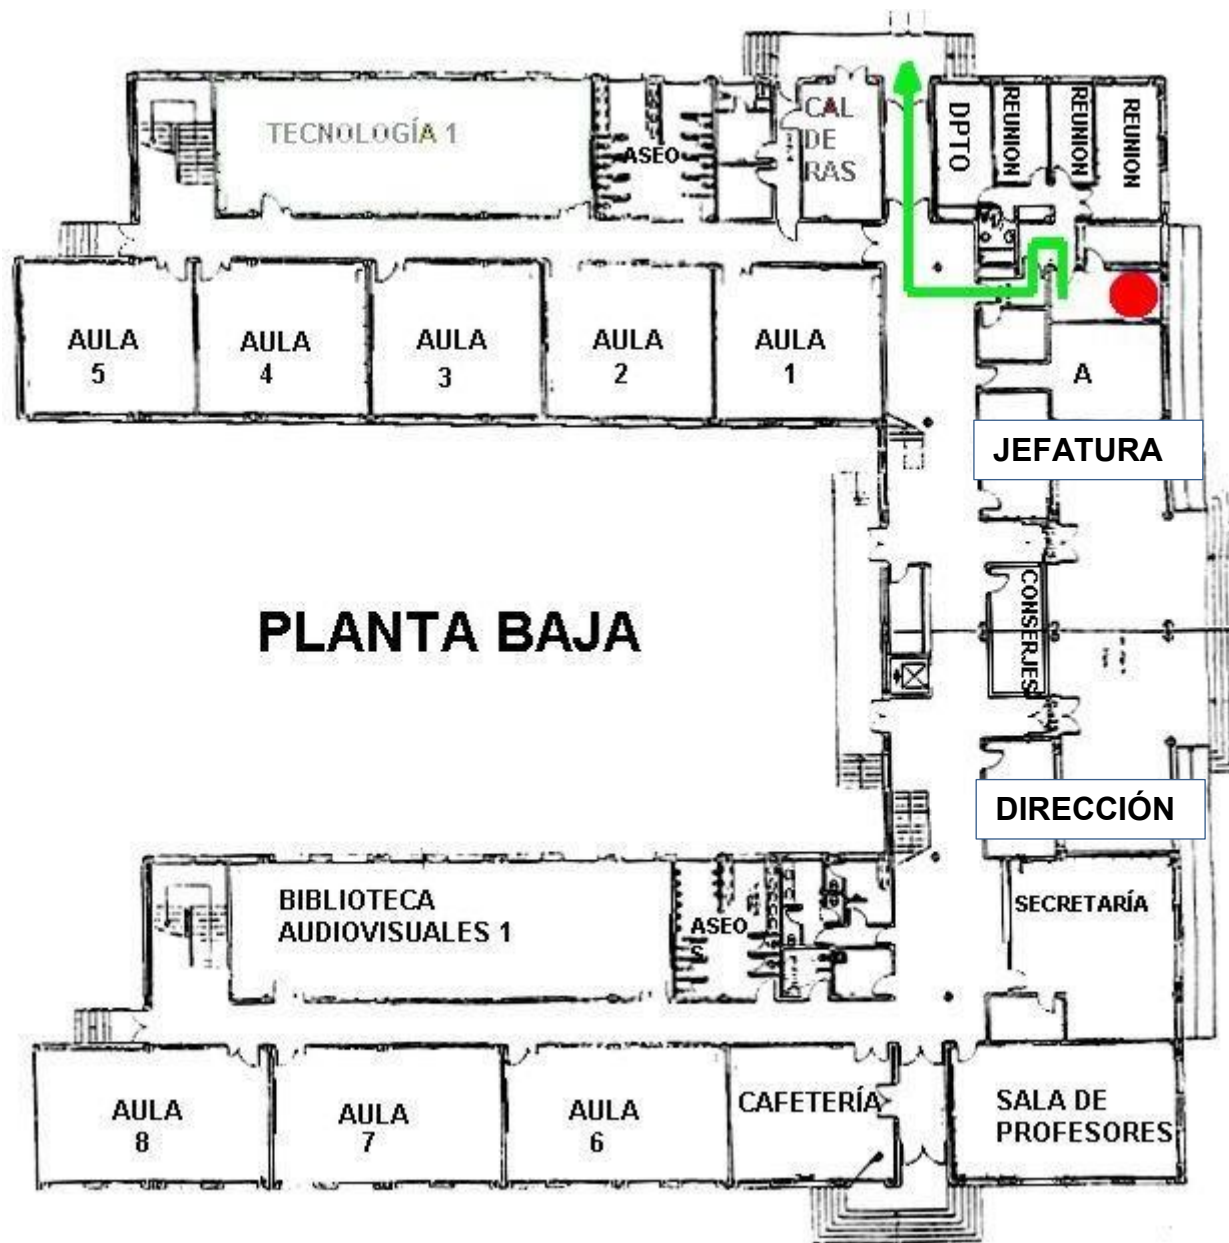 TECNOLOGÍA 1
ASEO
CAL
DE
RAS
DPTO
REUNION
REUNION
REUNION
AULA
5
AULA
4
AULA
3
AULA
2
AULA
1
A
JEFATURA
PLANTA BAJA
CONSERJES
DIRECCIÓN
BIBLIOTECA
AUDIOVISUALES 1
ASEO
SECRETARÍA
AULA
8
AULA
7
AULA
6
CAFETERÍA
SALA DE
PROFESORES